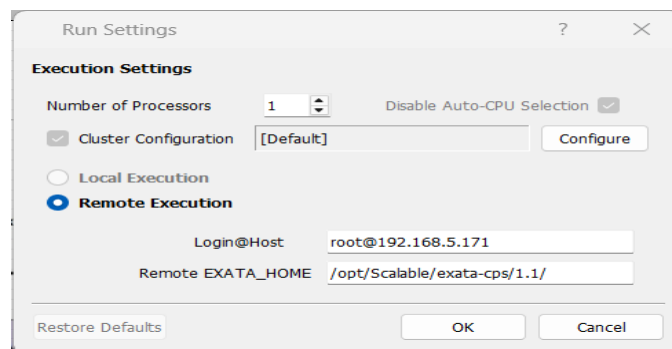 Run Settings ?
Execution Settings
Number of Processors 1 Disable Auto-CPU Selection
Cluster Configuration [Default] Configure
Local Execution
Remote Execution
Login@Host root@192.168.5.171
Remote EXATA_HOME /opt/Scalable/exata-cps/1.1/
Restore Defaults OK Cancel